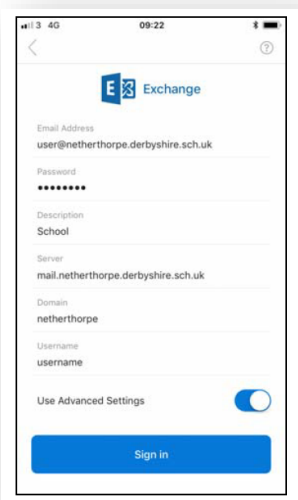 3 4G 09:22
E Exchange
Email Address
user@netherthorpe.derbyshire.sch.uk
Password
••••••••
Description
School
Server
mail.netherthorpe.derbyshire.sch.uk
Domain
netherthorpe
Username
username
Use Advanced Settings
Sign in